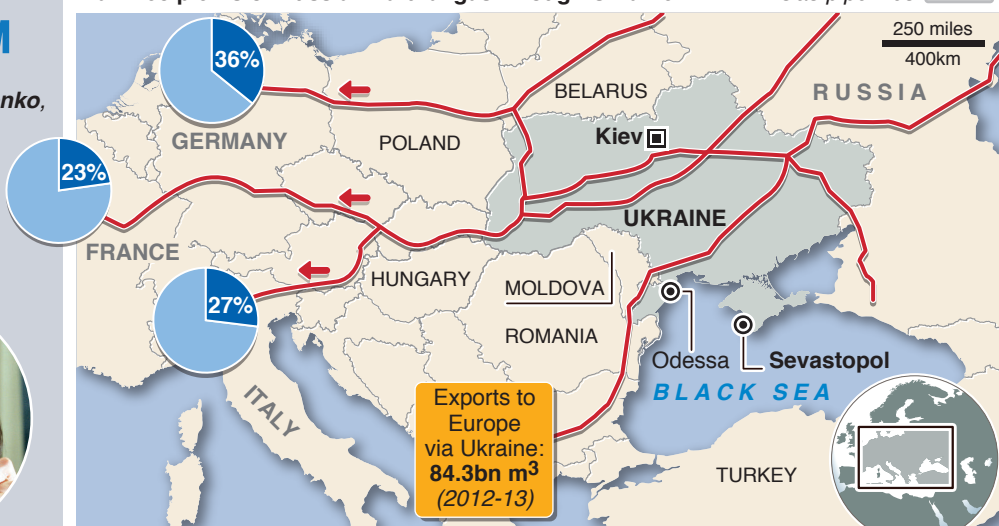 M
nko,
250 miles
400km
RUSSIA
BELARUS
36%
GERMANY
POLAND
Kiev
23%
UKRAINE
FRANCE
HUNGARY
MOLDOVA
27%
ROMANIA
Odessa
Sevastopol
BLACK SEA
ITALY
Exports to
Europe
via Ukraine:
84.3bn m³
(2012-13)
TURKEY